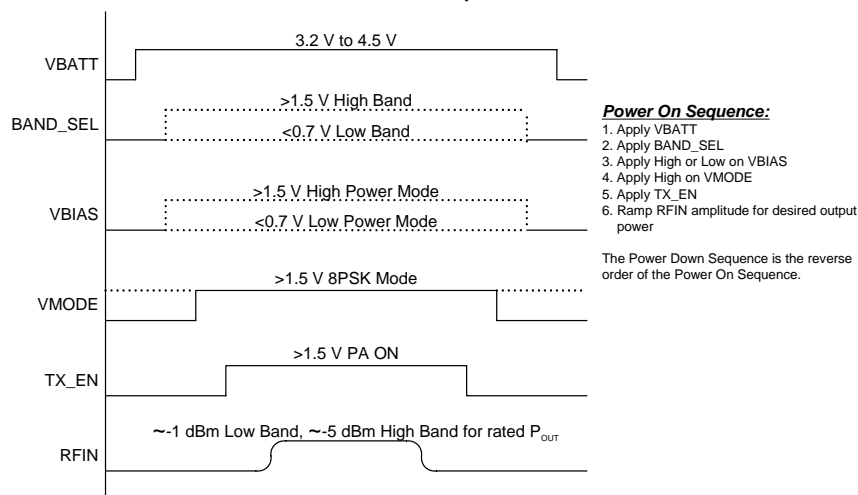 3.2 V to 4.5 V
VBATT
>1.5 V High Band
BAND_SEL
<0.7 V Low Band
>1.5 V High Power Mode
VBIAS
<0.7 V Low Power Mode
>1.5 V 8PSK Mode
VMODE
>1.5 V PA ON
TX_EN
~-1 dBm Low Band, ~-5 dBm High Band for rated POUT
RFIN
Power On Sequence:
1. Apply VBATT
2. Apply BAND_SEL
3. Apply High or Low on VBIAS
4. Apply High on VMODE
5. Apply TX_EN
6. Ramp RFIN amplitude for desired output
power
The Power Down Sequence is the reverse
order of the Power On Sequence.